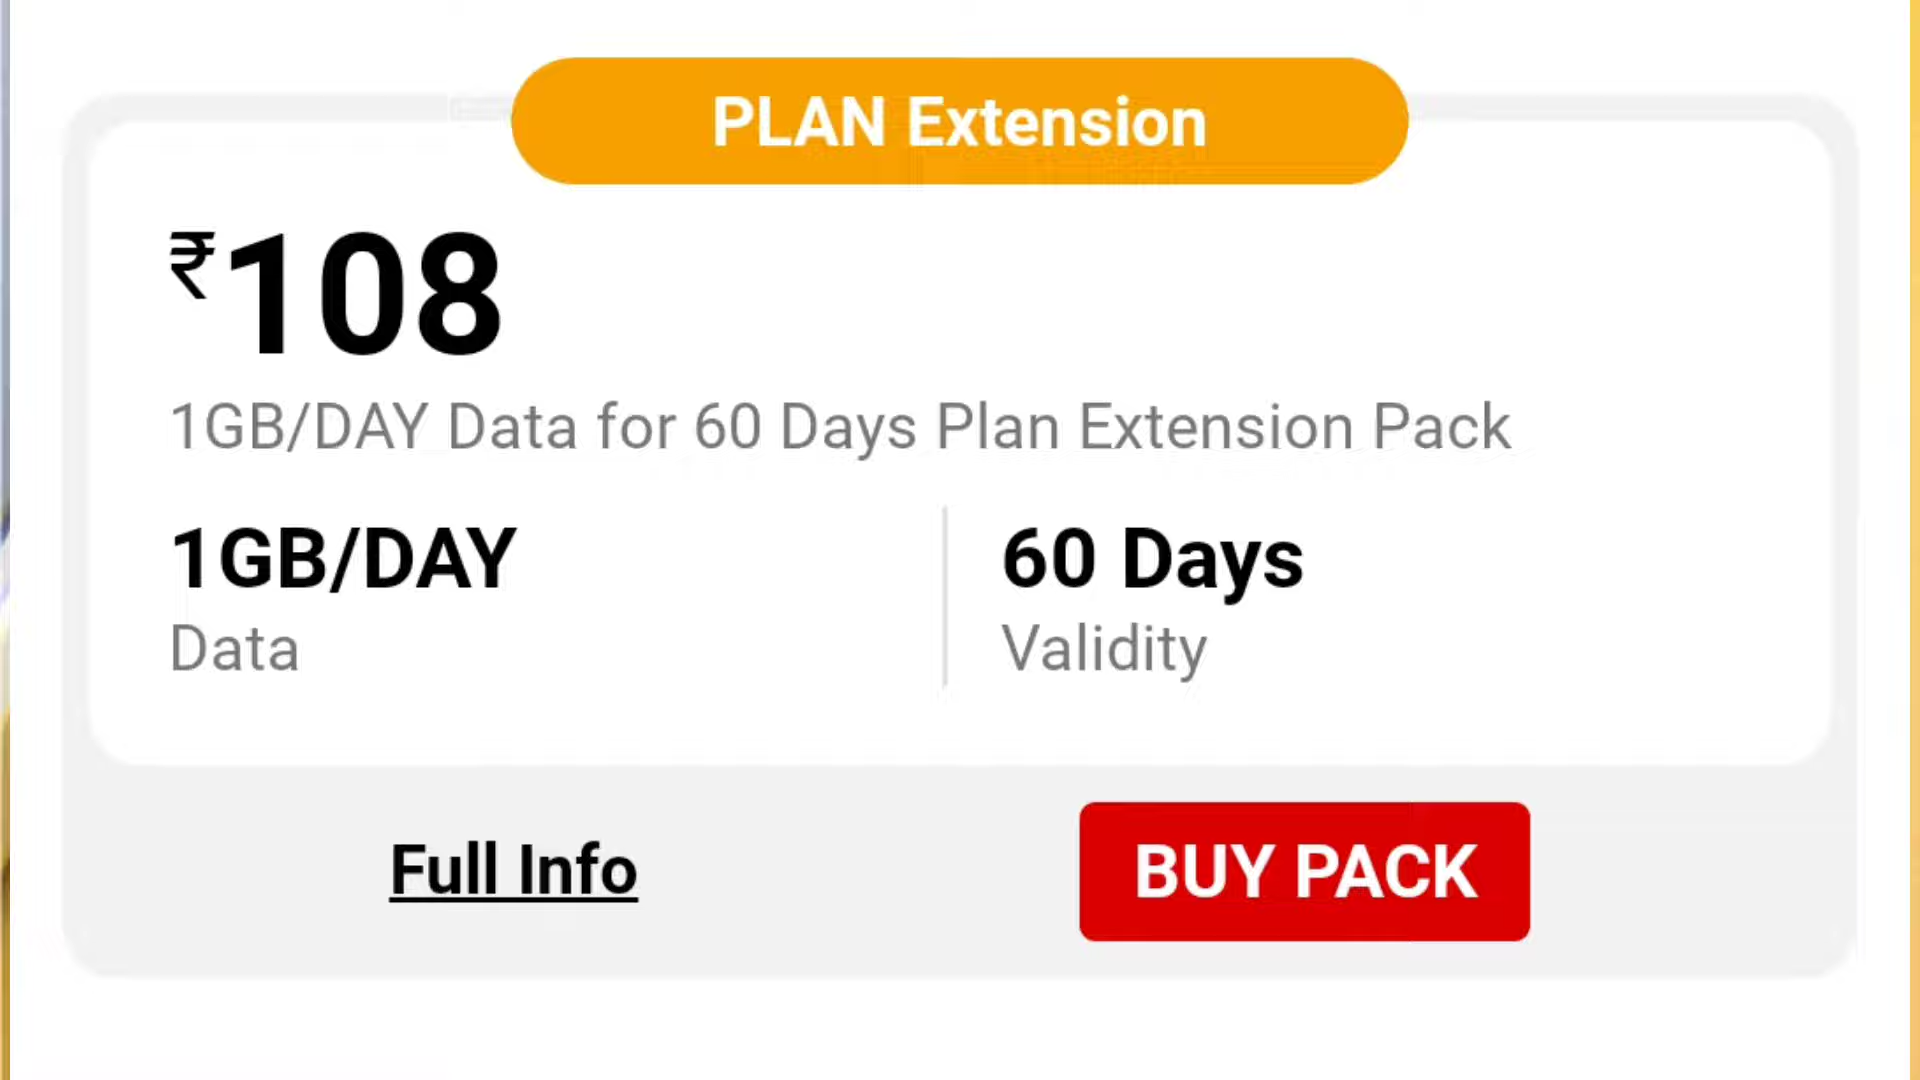 PLAN Extension
₹108
1GB/DAY Data for 60 Days Plan Extension Pack
1GB/DAY
Data
60 Days
Validity
Full Info
BUY PACK